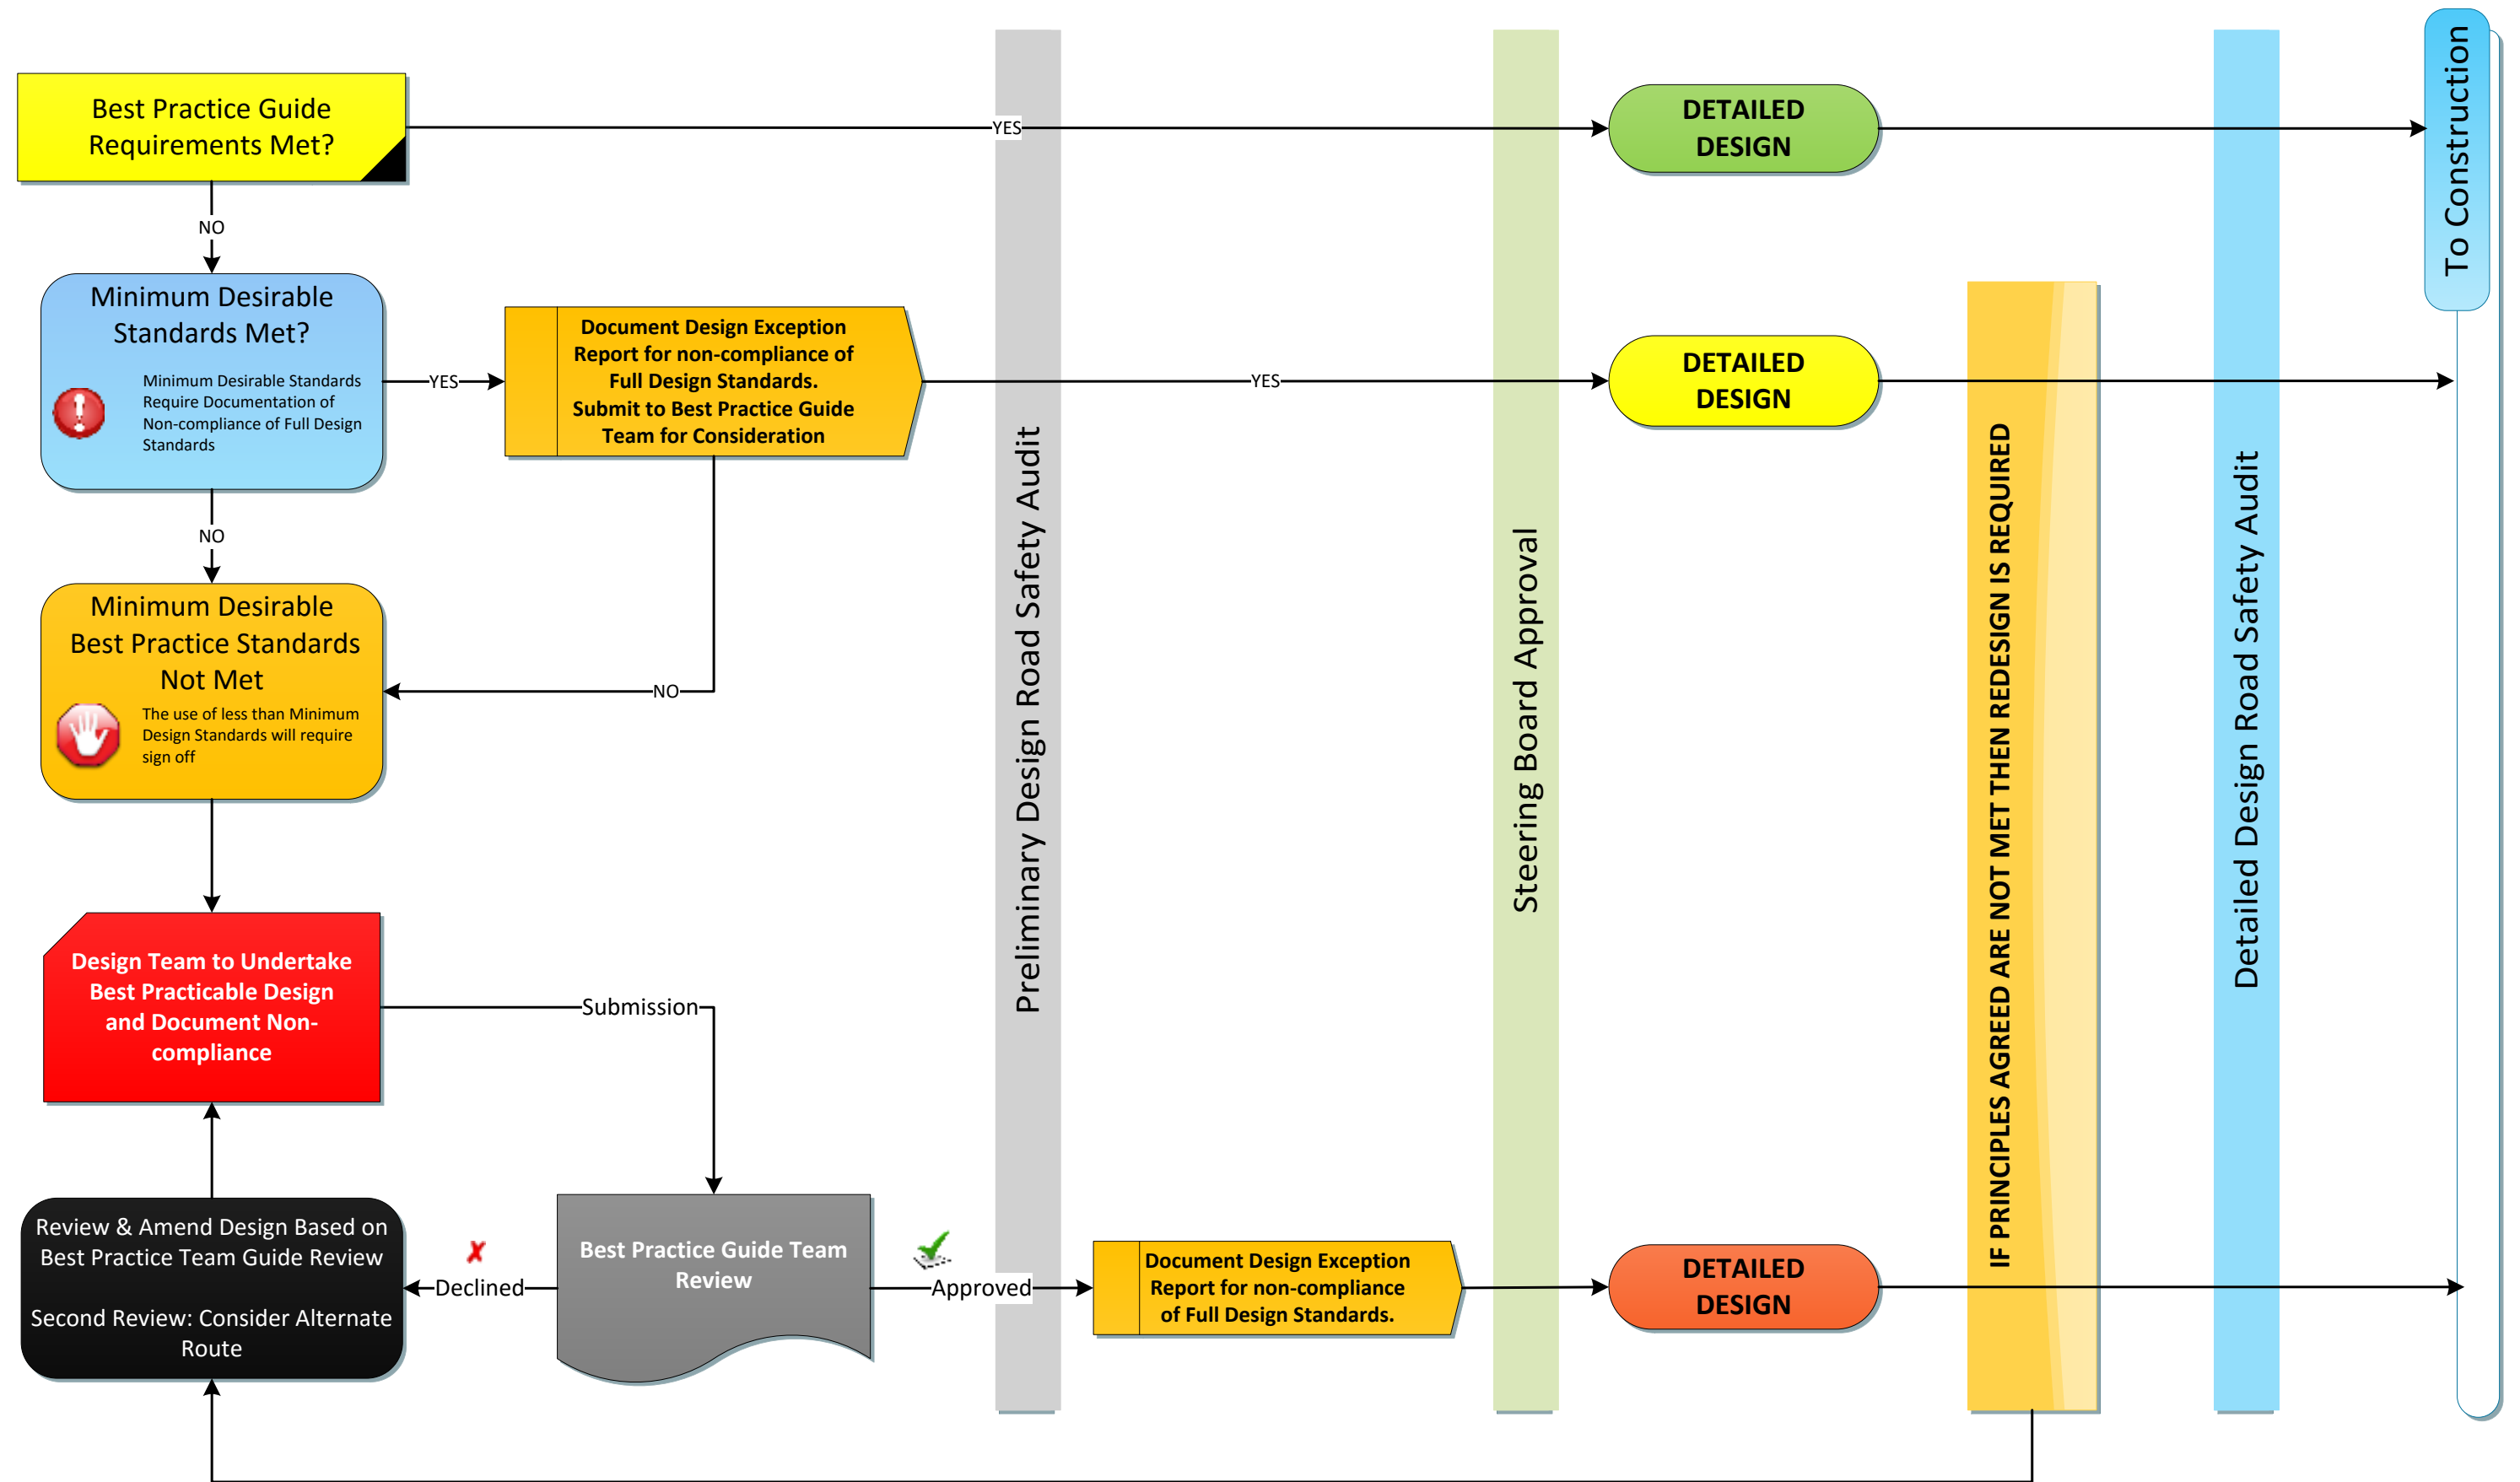 Best Practice Guide
Requirements Met?
YES
DETAILED
DESIGN
To Construction
NO
Minimum Desirable
Standards Met?
Minimum Desirable Standards
Require Documentation of
Non-compliance of Full Design
Standards
YES
Document Design Exception
Report for non-compliance of
Full Design Standards.
Submit to Best Practice Guide
Team for Consideration
YES
DETAILED
DESIGN
NO
Minimum Desirable
Best Practice Standards
Not Met
The use of less than Minimum
Design Standards will require
sign off
NO
Preliminary Design Road Safety Audit
Steering Board Approval
IF PRINCIPLES AGREED ARE NOT MET THEN REDESIGN IS REQUIRED
Detailed Design Road Safety Audit
Design Team to Undertake
Best Practicable Design
and Document Non-
compliance
Submission
Review & Amend Design Based on
Best Practice Team Guide Review
Second Review: Consider Alternate
Route
Declined
Best Practice Guide Team
Review
Approved
Document Design Exception
Report for non-compliance
of Full Design Standards.
DETAILED
DESIGN